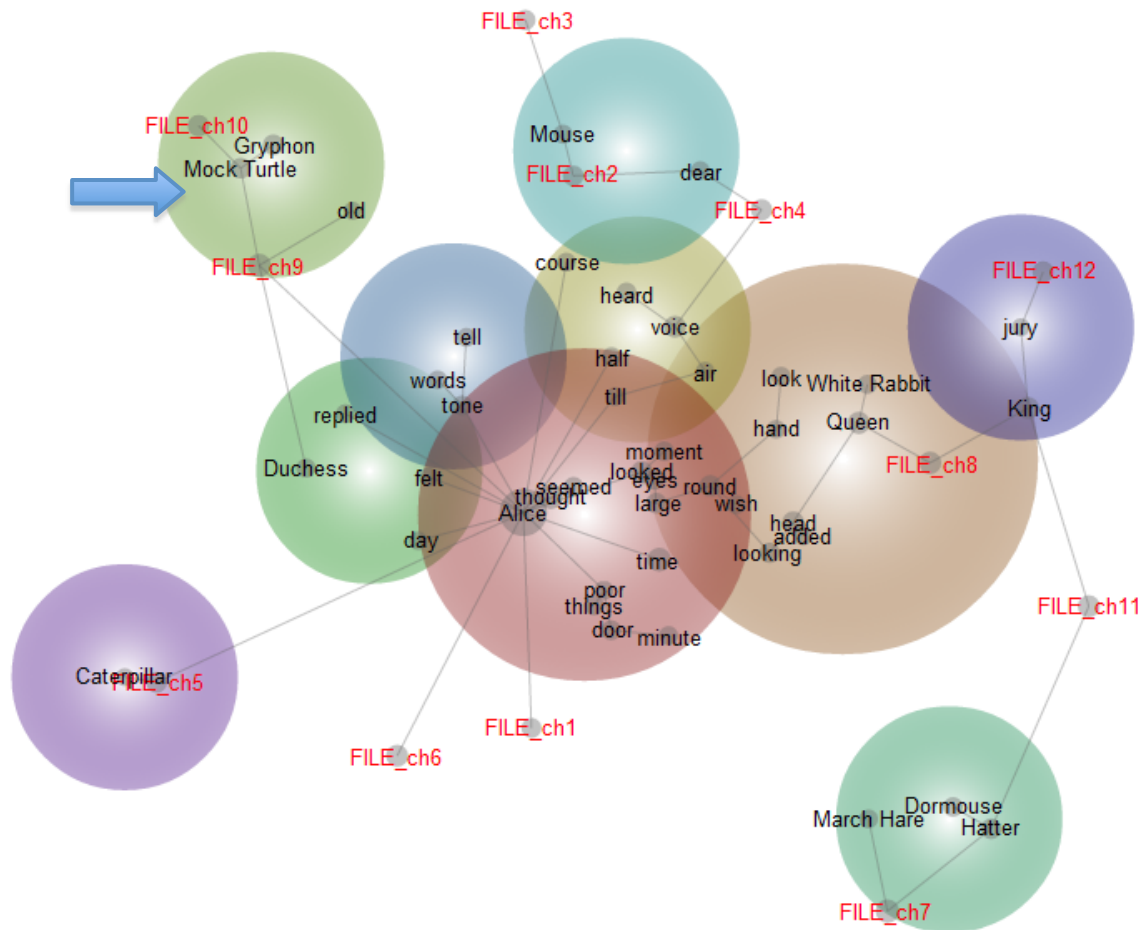 FILE_ch3
FILE_ch10
Mouse
Gryphon
Mock Turtle
FILE_ch2
dear
old
FILE_ch4
FILE_ch9
course
FILE_ch12
heard
tell
voice
jury
half
words
air
look
White Rabbit
till
tone
replied
King
hand
Queen
moment
Duchess
looked
FILE_ch8
felt
seemed
eyes
round
thought
large
wish
Alice
head
added
day
looking
time
poor
things
FILE_ch11
door
minute
Caterpillar
FILE_ch5
FILE_ch1
FILE_ch6
Dormouse
March Hare
Hatter
FILE_ch7